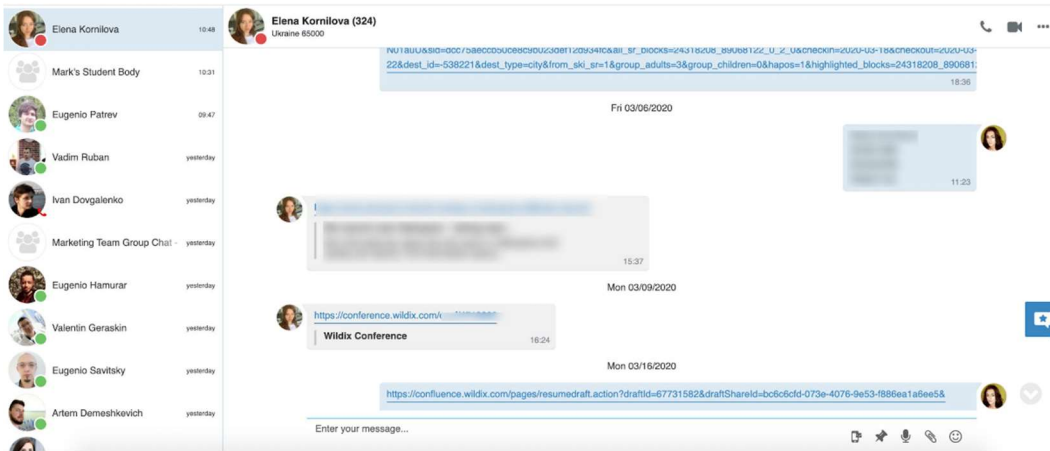 Elena Kornilova
10:48
Mark's Student Body
10:31
Eugenio Patrev
09:47
Vadim Ruban
yesterday
Ivan Dovgalenko
yesterday
Marketing Team Group Chat -
yesterday
Eugenio Hamurar
yesterday
Valentin Geraskin
yesterday
Eugenio Savitsky
yesterday
Artem Demeshkevich
yesterday
Elena Kornilova (324)
Ukraine 65000
22&dest_id=-538221&dest_type=city&from_ski_sr=1&group_adults=3&group_children=0&hapos=1&highlighted_blocks=24318208_890681
18:36
Fri 03/06/2020
11:23
15:37
Mon 03/09/2020
https://conference.wildix.com/
Wildix Conference
16:24
Mon 03/16/2020
https://confluence.wildix.com/pages/resumedraft.action?draftId=67731582&draftShareId=bc6c6cfd-073e-4076-9e53-f886ea1a6ee5&
Enter your message...